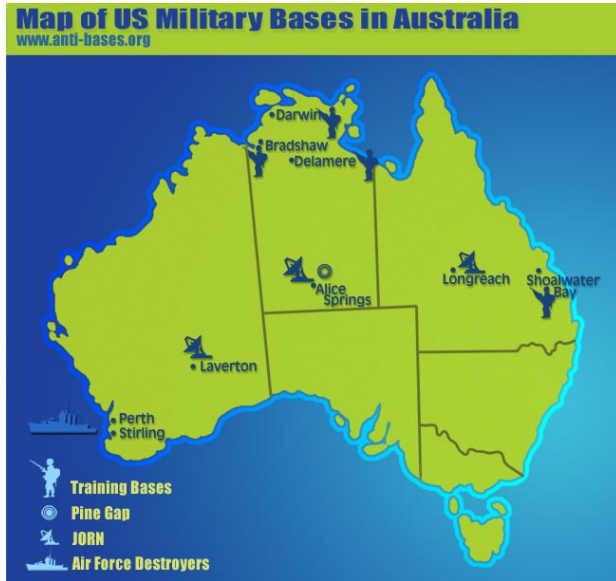 Map of US Military Bases in Australia
www.anti-bases.org
Darwin
Bradshaw
Delamere
Alice
Springs
Longreach
Shoalwater
Bay
Laverton
Perth
Stirling
Training Bases
Pine Gap
JORN
Air Force Destroyers